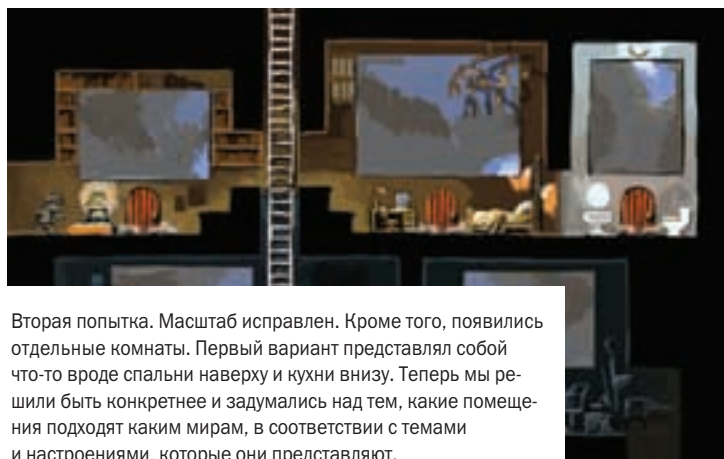 Вторая попытка. Масштаб исправлен. Кроме того, появились
отдельные комнаты. Первый вариант представлял собой
что-то вроде спальни наверху и кухни внизу. Теперь мы ре-
шили быть конкретнее и задумались над тем, какие помеще-
ния подходят каким мирам, в соответствии с темами
и настроениями, которые они представляют.